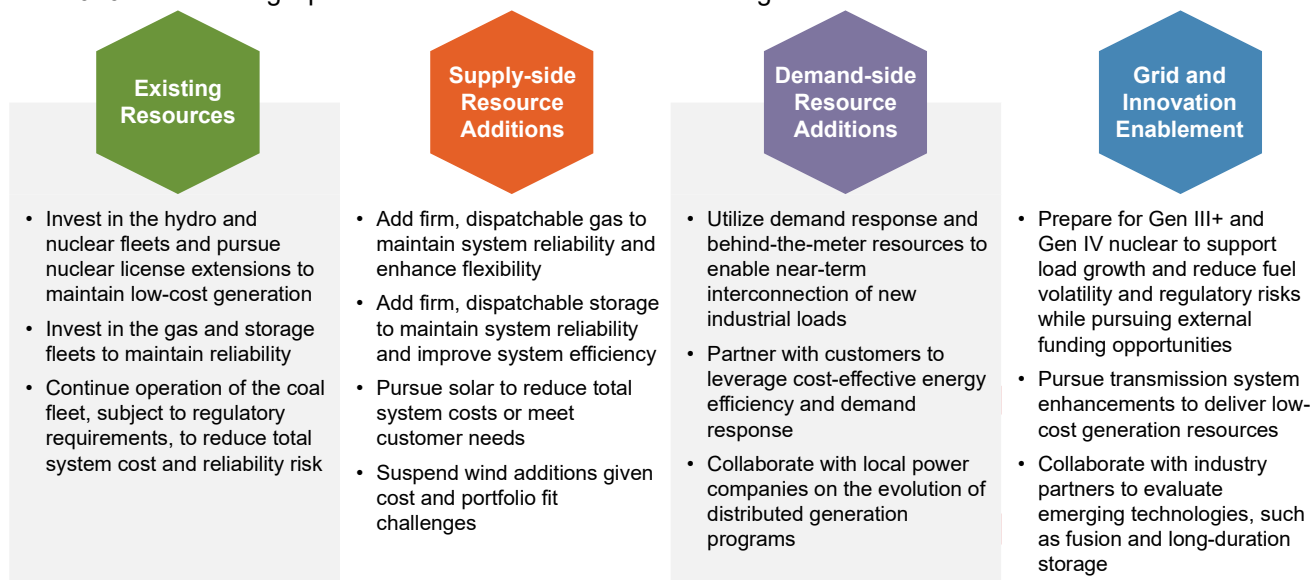 Existing
Resources
• Invest in the hydro and
nuclear fleets and pursue
nuclear license extensions to
maintain low-cost generation
• Invest in the gas and storage
fleets to maintain reliability
• Continue operation of the coal
fleet, subject to regulatory
requirements, to reduce total
system cost and reliability risk
Supply-side
Resource
Additions
• Add firm, dispatchable gas to
maintain system reliability and
enhance flexibility
• Add firm, dispatchable storage
to maintain system reliability
and improve system efficiency
• Pursue solar to reduce total
system costs or meet
customer needs
• Suspend wind additions given
cost and portfolio fit
challenges
Demand-side
Resource
Additions
• Utilize demand response and
behind-the-meter resources to
enable near-term
interconnection of new
industrial loads
• Partner with customers to
leverage cost-effective energy
efficiency and demand
response
• Collaborate with local power
companies on the evolution of
distributed generation
programs
Grid and
Innovation
Enablement
• Prepare for Gen III+ and
Gen IV nuclear to support
load growth and reduce fuel
volatility and regulatory risks
while pursuing external
funding opportunities
• Pursue transmission system
enhancements to deliver low-
cost generation resources
• Collaborate with industry
partners to evaluate
emerging technologies, such
as fusion and long-duration
storage